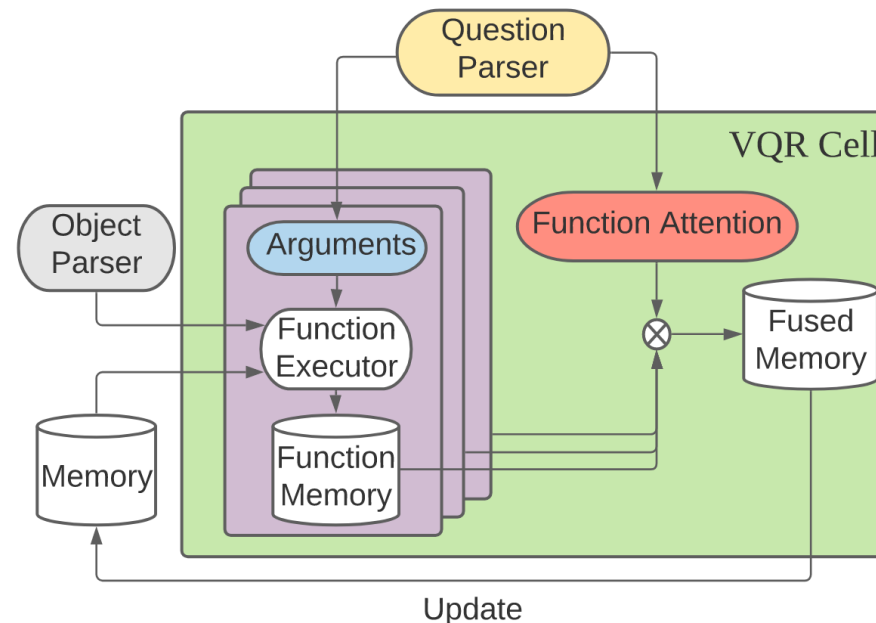 Question
Parser
VQR Cell
Object
Parser
Arguments
Function Attention
Function
Executor
Fused
Memory
Memory
Function
Memory
Update